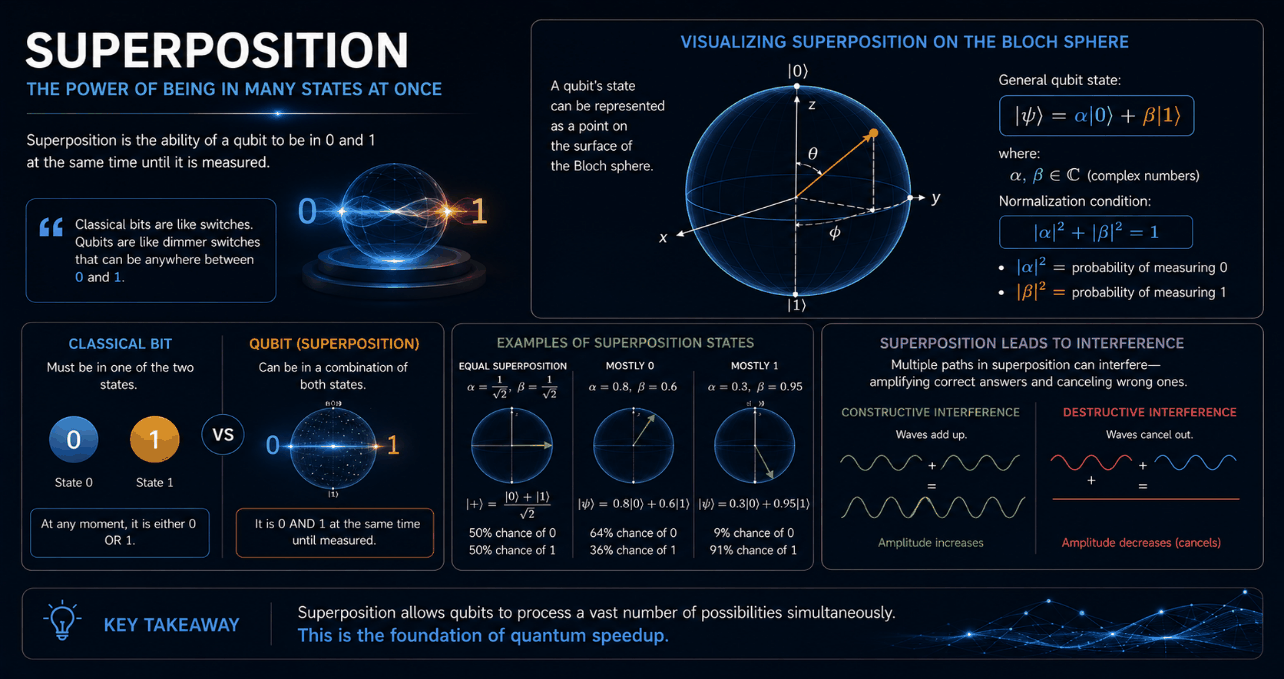 SUPERPOSITION
THE POWER OF BEING IN MANY STATES AT ONCE
Superposition is the ability of a qubit to be in 0 and 1
at the same time until it is measured.
“
Classical bits are like switches.
Qubits are like dimmer switches
that can be anywhere between
0 and 1.
0 1
VISUALIZING SUPERPOSITION ON THE BLOCH SPHERE
A qubit's state
can be represented
as a point on
the surface of
the Bloch sphere.
|0⟩
z
θ
y
x
ϕ
|1⟩
General qubit state:
|ψ⟩ = α|0⟩ + β|1⟩
where:
α, β ∈ ℂ (complex numbers)
Normalization condition:
|α|² + |β|² = 1
• |α|² = probability of measuring 0
• |β|² = probability of measuring 1
CLASSICAL BIT
Must be in one of the two
states.
0 1
State 0 State 1
At any moment, it is either 0
OR 1.
VS
QUBIT (SUPERPOSITION)
Can be in a combination of
both states.
0 1
|1⟩
It is 0 AND 1 at the same time
until measured.
EXAMPLES OF SUPERPOSITION STATES
EQUAL SUPERPOSITION
α = 1/√2, β = 1/√2
|+⟩ = |0⟩ + |1⟩ / √2
50% chance of 0
50% chance of 1
MOSTLY 0
α = 0.8, β = 0.6
|ψ⟩ = 0.8|0⟩ + 0.6|1⟩
64% chance of 0
36% chance of 1
MOSTLY 1
α = 0.3, β = 0.95
|ψ⟩ = 0.3|0⟩ + 0.95|1⟩
9% chance of 0
91% chance of 1
SUPERPOSITION LEADS TO INTERFERENCE
Multiple paths in superposition can interfere—
amplifying correct answers and canceling wrong ones.
CONSTRUCTIVE INTERFERENCE
Waves add up.
+
=
Amplitude increases
DESTRUCTIVE INTERFERENCE
Waves cancel out.
+
+ =
Amplitude decreases (cancels)
KEY TAKEAWAY
Superposition allows qubits to process a vast number of possibilities simultaneously.
This is the foundation of quantum speedup.